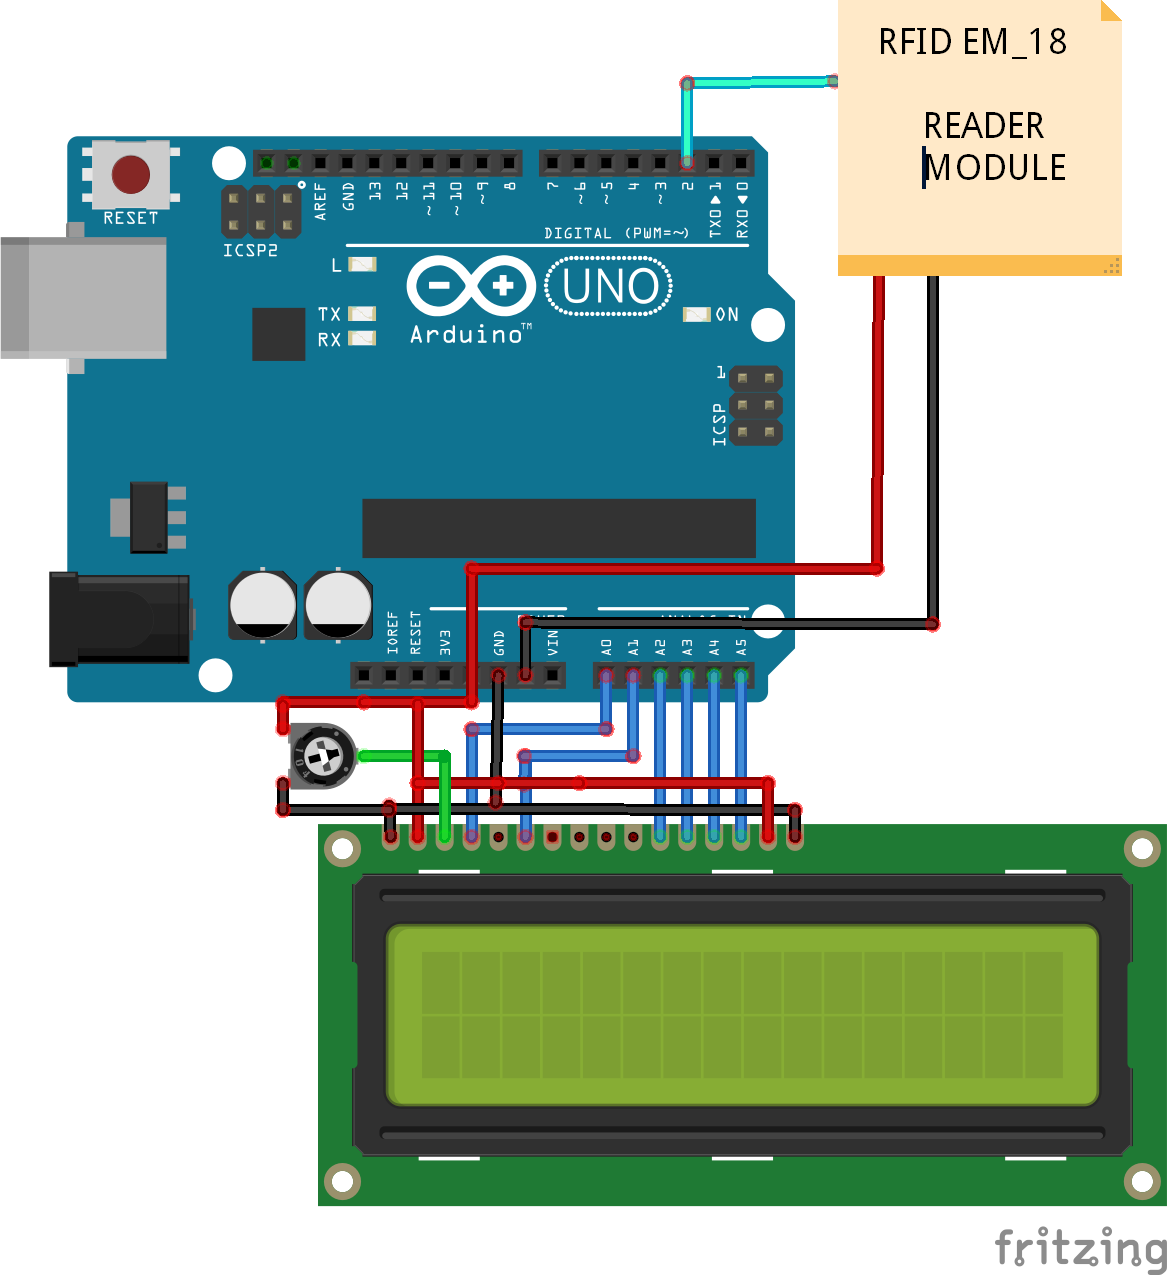 RFID EM_18
READER
MODULE
RESET
ICSP2
AREF
GND
13
12
~11
~10
~9
8
7
~6
~5
4
~3
2
TX0▶1
RX0◀0
DIGITAL (PWM=~)
L
TX
RX
UNO
Arduino™
ON
1
ICSP
IOREF
RESET
3V3
GND
VIN
A0
A1
A2
A3
A4
A5
fritzing